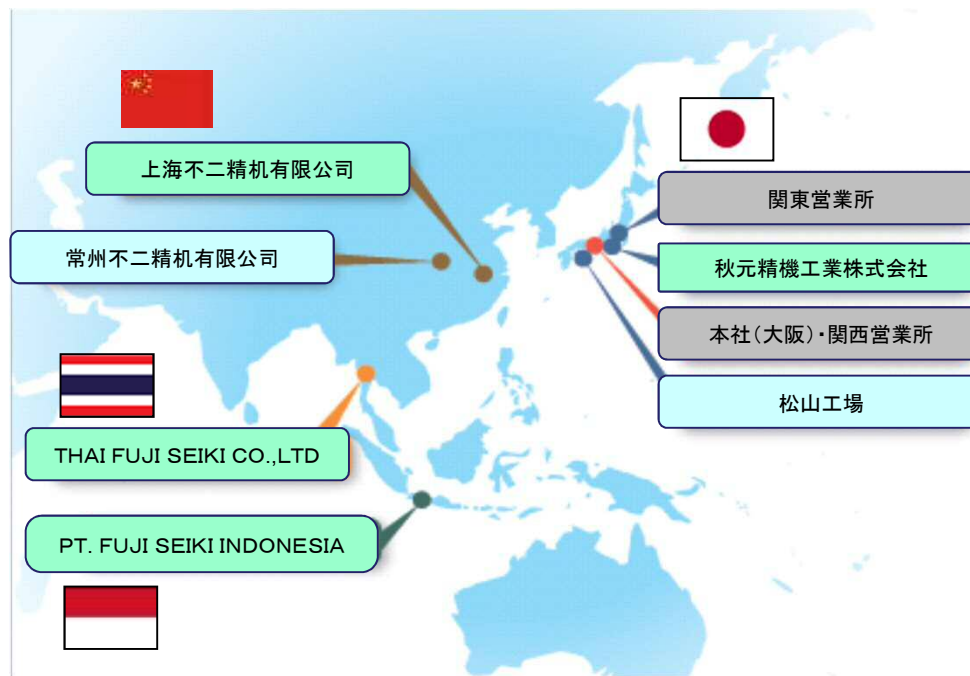 上海不二精机有限公司
常州不二精机有限公司
THAI FUJI SEIKI CO.,LTD
PT. FUJI SEIKI INDONESIA
関東営業所
秋元精機工業株式会社
本社(大阪)・関西営業所
松山工場